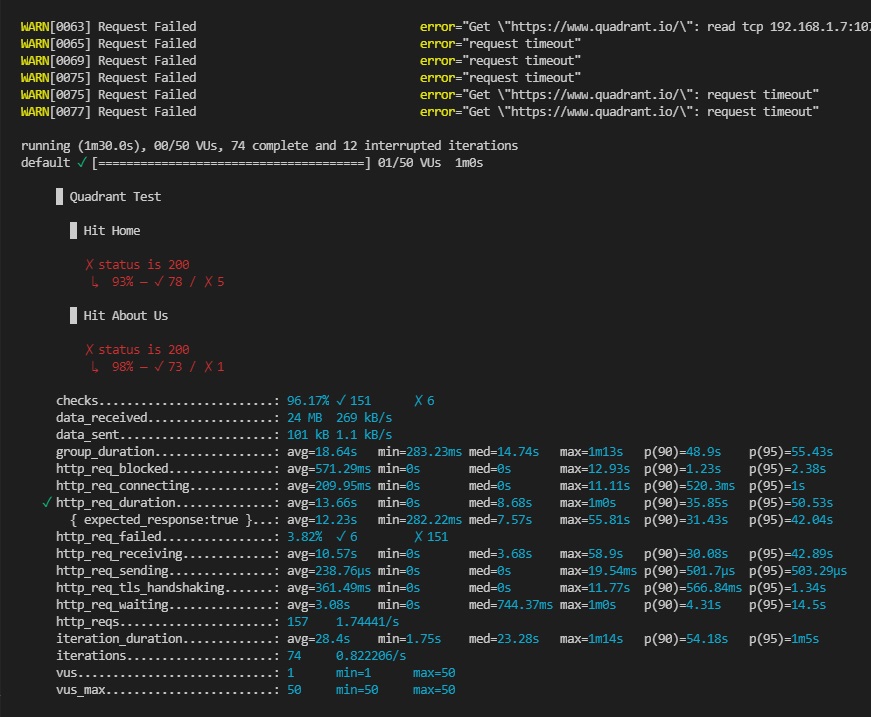 WARN[0063] Request Failed error="Get \"https://www.quadrant.io/\": read tcp 192.168.1.7:107
WARN[0065] Request Failed error="request timeout"
WARN[0069] Request Failed error="request timeout"
WARN[0075] Request Failed error="request timeout"
WARN[0075] Request Failed error="Get \"https://www.quadrant.io/\": request timeout"
WARN[0077] Request Failed error="Get \"https://www.quadrant.io/\": request timeout"
running (1m30.0s), 00/50 VUs, 74 complete and 12 interrupted iterations
default ✓ [======================================] 01/50 VUs 1m0s
█ Quadrant Test
█ Hit Home
✗ status is 200
↳ 93% — ✓ 78 / ✗ 5
█ Hit About Us
✗ status is 200
↳ 98% — ✓ 73 / ✗ 1
checks.........................: 96.17% ✓ 151 ✗ 6
data_received..................: 24 MB 269 kB/s
data_sent......................: 101 kB 1.1 kB/s
group_duration.................: avg=18.64s min=283.23ms med=14.74s max=1m13s p(90)=48.9s p(95)=55.43s
http_req_blocked...............: avg=571.29ms min=0s med=0s max=12.93s p(90)=1.23s p(95)=2.38s
http_req_connecting............: avg=209.95ms min=0s med=0s max=11.11s p(90)=520.3ms p(95)=1s
✓ http_req_duration..............: avg=13.66s min=0s med=8.68s max=1m0s p(90)=35.85s p(95)=50.53s
{ expected_response:true }...: avg=12.23s min=282.22ms med=7.57s max=55.81s p(90)=31.43s p(95)=42.04s
http_req_failed................: 3.82% ✓ 6 ✗ 151
http_req_receiving.............: avg=10.57s min=0s med=3.68s max=58.9s p(90)=30.08s p(95)=42.89s
http_req_sending...............: avg=238.76µs min=0s med=0s max=19.54ms p(90)=501.7µs p(95)=503.29µs
http_req_tls_handshaking.......: avg=361.49ms min=0s med=0s max=11.77s p(90)=566.84ms p(95)=1.34s
http_req_waiting...............: avg=3.08s min=0s med=744.37ms max=1m0s p(90)=4.31s p(95)=14.5s
http_reqs......................: 157 1.74441/s
iteration_duration.............: avg=28.4s min=1.75s med=23.28s max=1m14s p(90)=54.18s p(95)=1m5s
iterations.....................: 74 0.822206/s
vus............................: 1 min=1 max=50
vus_max........................: 50 min=50 max=50